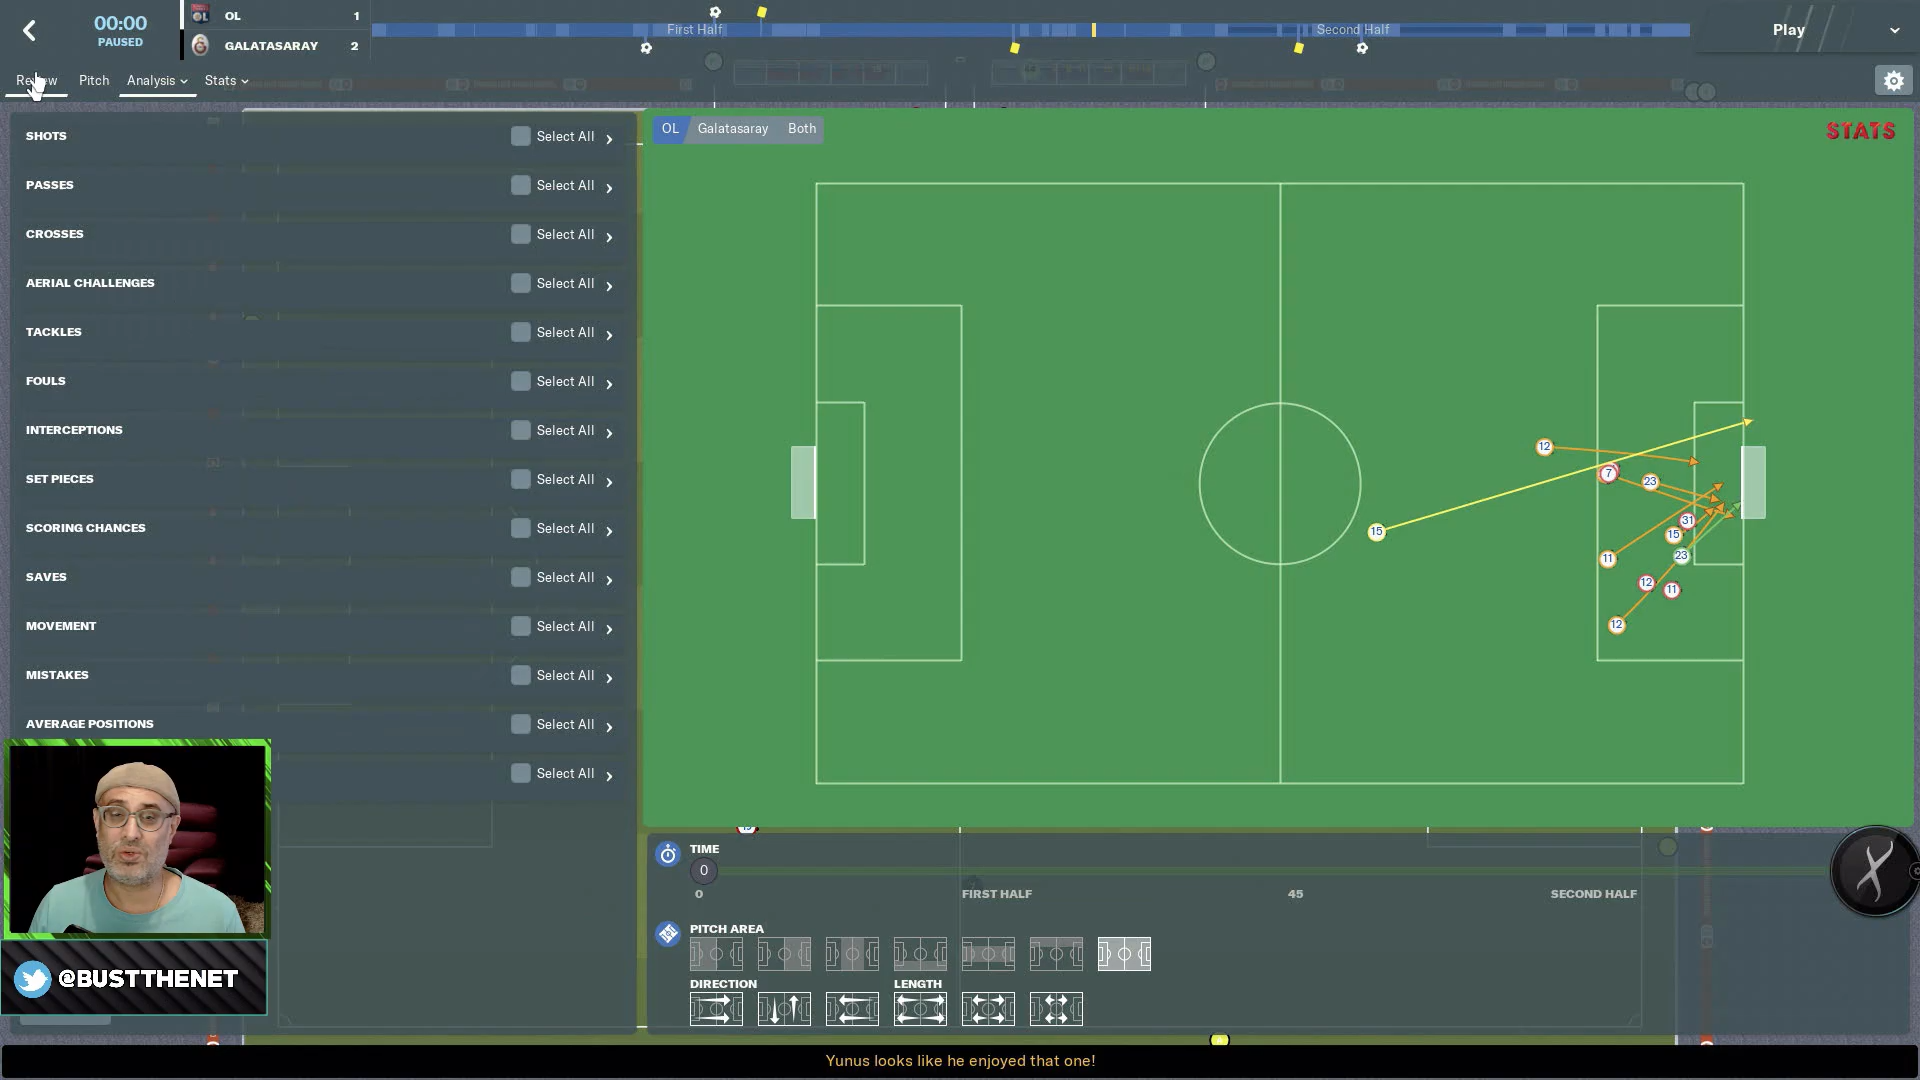 00:00
PAUSED
OL 1
GALATASARAY 2
First Half
Second Half
Play
Review Pitch Analysis Stats
OL Galatasaray Both
STATS
SHOTS Select All
PASSES Select All
CROSSES Select All
AERIAL CHALLENGES Select All
TACKLES Select All
FOULS Select All
INTERCEPTIONS Select All
SET PIECES Select All
SCORING CHANCES Select All
SAVES Select All
MOVEMENT Select All
MISTAKES Select All
AVERAGE POSITIONS Select All
Select All
12
7
23
31
15
15
23
11
12
11
12
TIME
0
0 FIRST HALF 45 SECOND HALF
PITCH AREA
DIRECTION LENGTH
@BUSTTHENET
Yunus looks like he enjoyed that one!